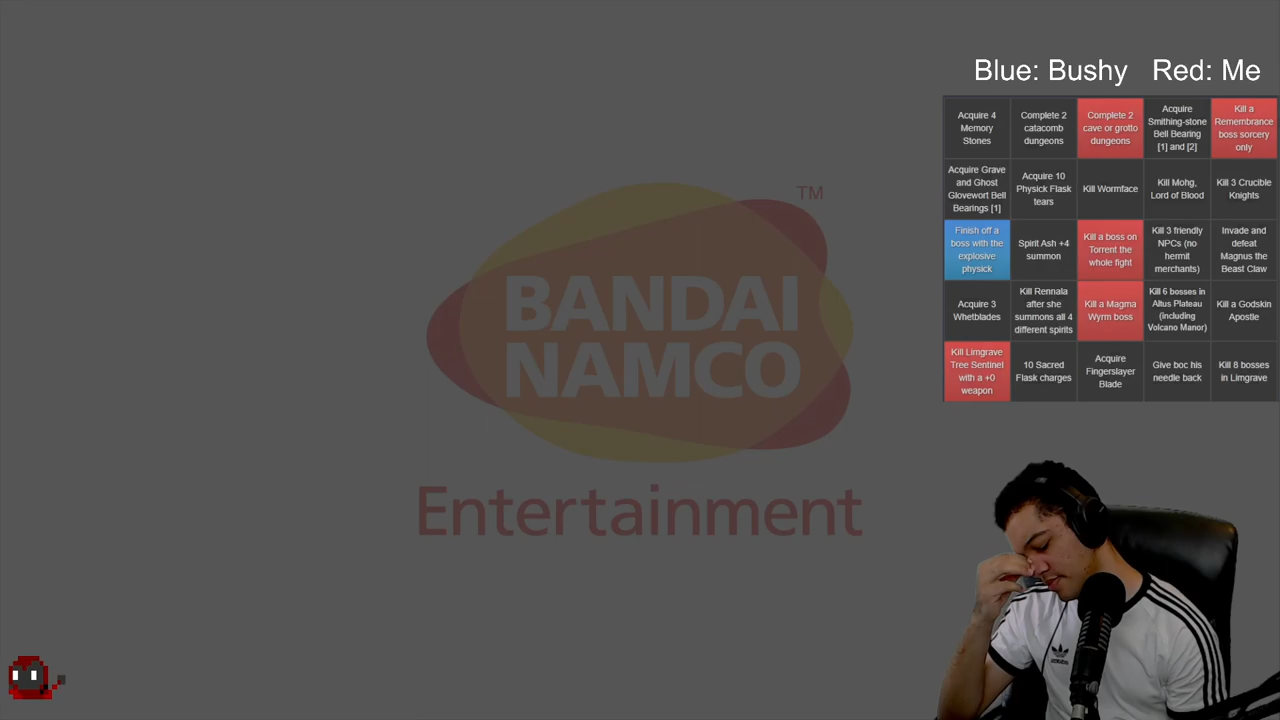 Blue: Bushy Red: Me
Acquire 4
Memory
Stones
Complete 2
catacomb
dungeons
Complete 2
cave or grotto
dungeons
Acquire
Smithing-stone
Bell Bearing
[1] and [2]
Kill a
Remembrance
boss sorcery
only
Acquire Grave
and Ghost
Glovewort Bell
Bearings [1]
Acquire 10
Physick Flask
tears
Kill Wormface
Kill Mohg,
Lord of Blood
Kill 3 Crucible
Knights
Finish off a
boss with the
explosive
physick
Spirit Ash +4
summon
Kill a boss on
Torrent the
whole fight
Kill 3 friendly
NPCs (no
hermit
merchants)
Invade and
defeat
Magnus the
Beast Claw
Acquire 3
Whetblades
Kill Rennala
after she
summons all 4
different spirits
Kill a Magma
Wyrm boss
Kill 6 bosses in
Altus Plateau
(including
Volcano Manor)
Kill a Godskin
Apostle
Kill Limgrave
Tree Sentinel
with a +0
weapon
10 Sacred
Flask charges
Acquire
Fingerslayer
Blade
Give boc his
needle back
Kill 8 bosses
in Limgrave
TM
BANDAI
NAMCO
Entertainment